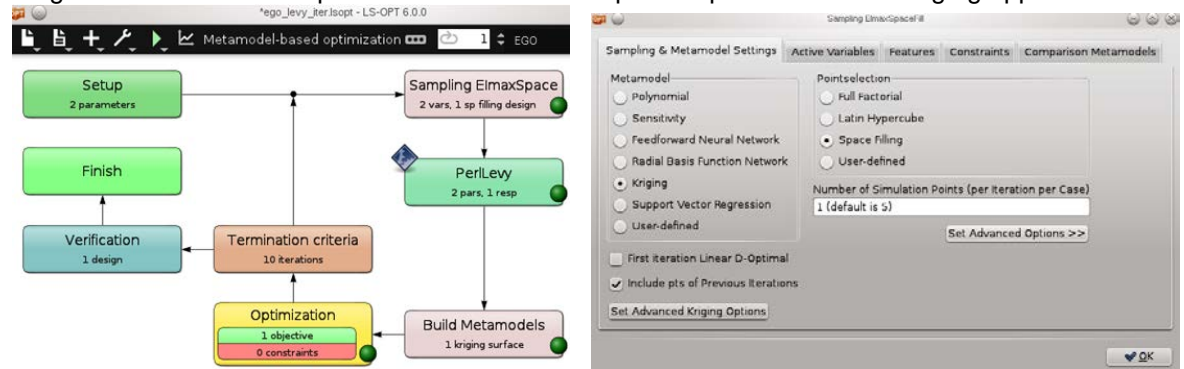 *ego_levy_iter.lsopt - LS-OPT 6.0.0
Metamodel-based optimization 1 EGO
Setup
2 parameters
Sampling EImaxSpace
2 vars, 1 sp filling design
Finish
PerlLevy
2 pars, 1 resp
Verification
1 design
Termination criteria
10 iterations
Optimization
1 objective
0 constraints
Build Metamodels
1 kriging surface
Sampling EImaxSpaceFill
Sampling & Metamodel Settings Active Variables Features Constraints Comparison Metamodels
Metamodel
Polynomial
Sensitivity
Feedforward Neural Network
Radial Basis Function Network
Kriging
Support Vector Regression
User-defined
First iteration Linear D-Optimal
Include pts of Previous Iterations
Set Advanced Kriging Options
Pointselection
Full Factorial
Latin Hypercube
Space Filling
User-defined
Number of Simulation Points (per Iteration per Case)
1 (default is 5)
Set Advanced Options >>
OK